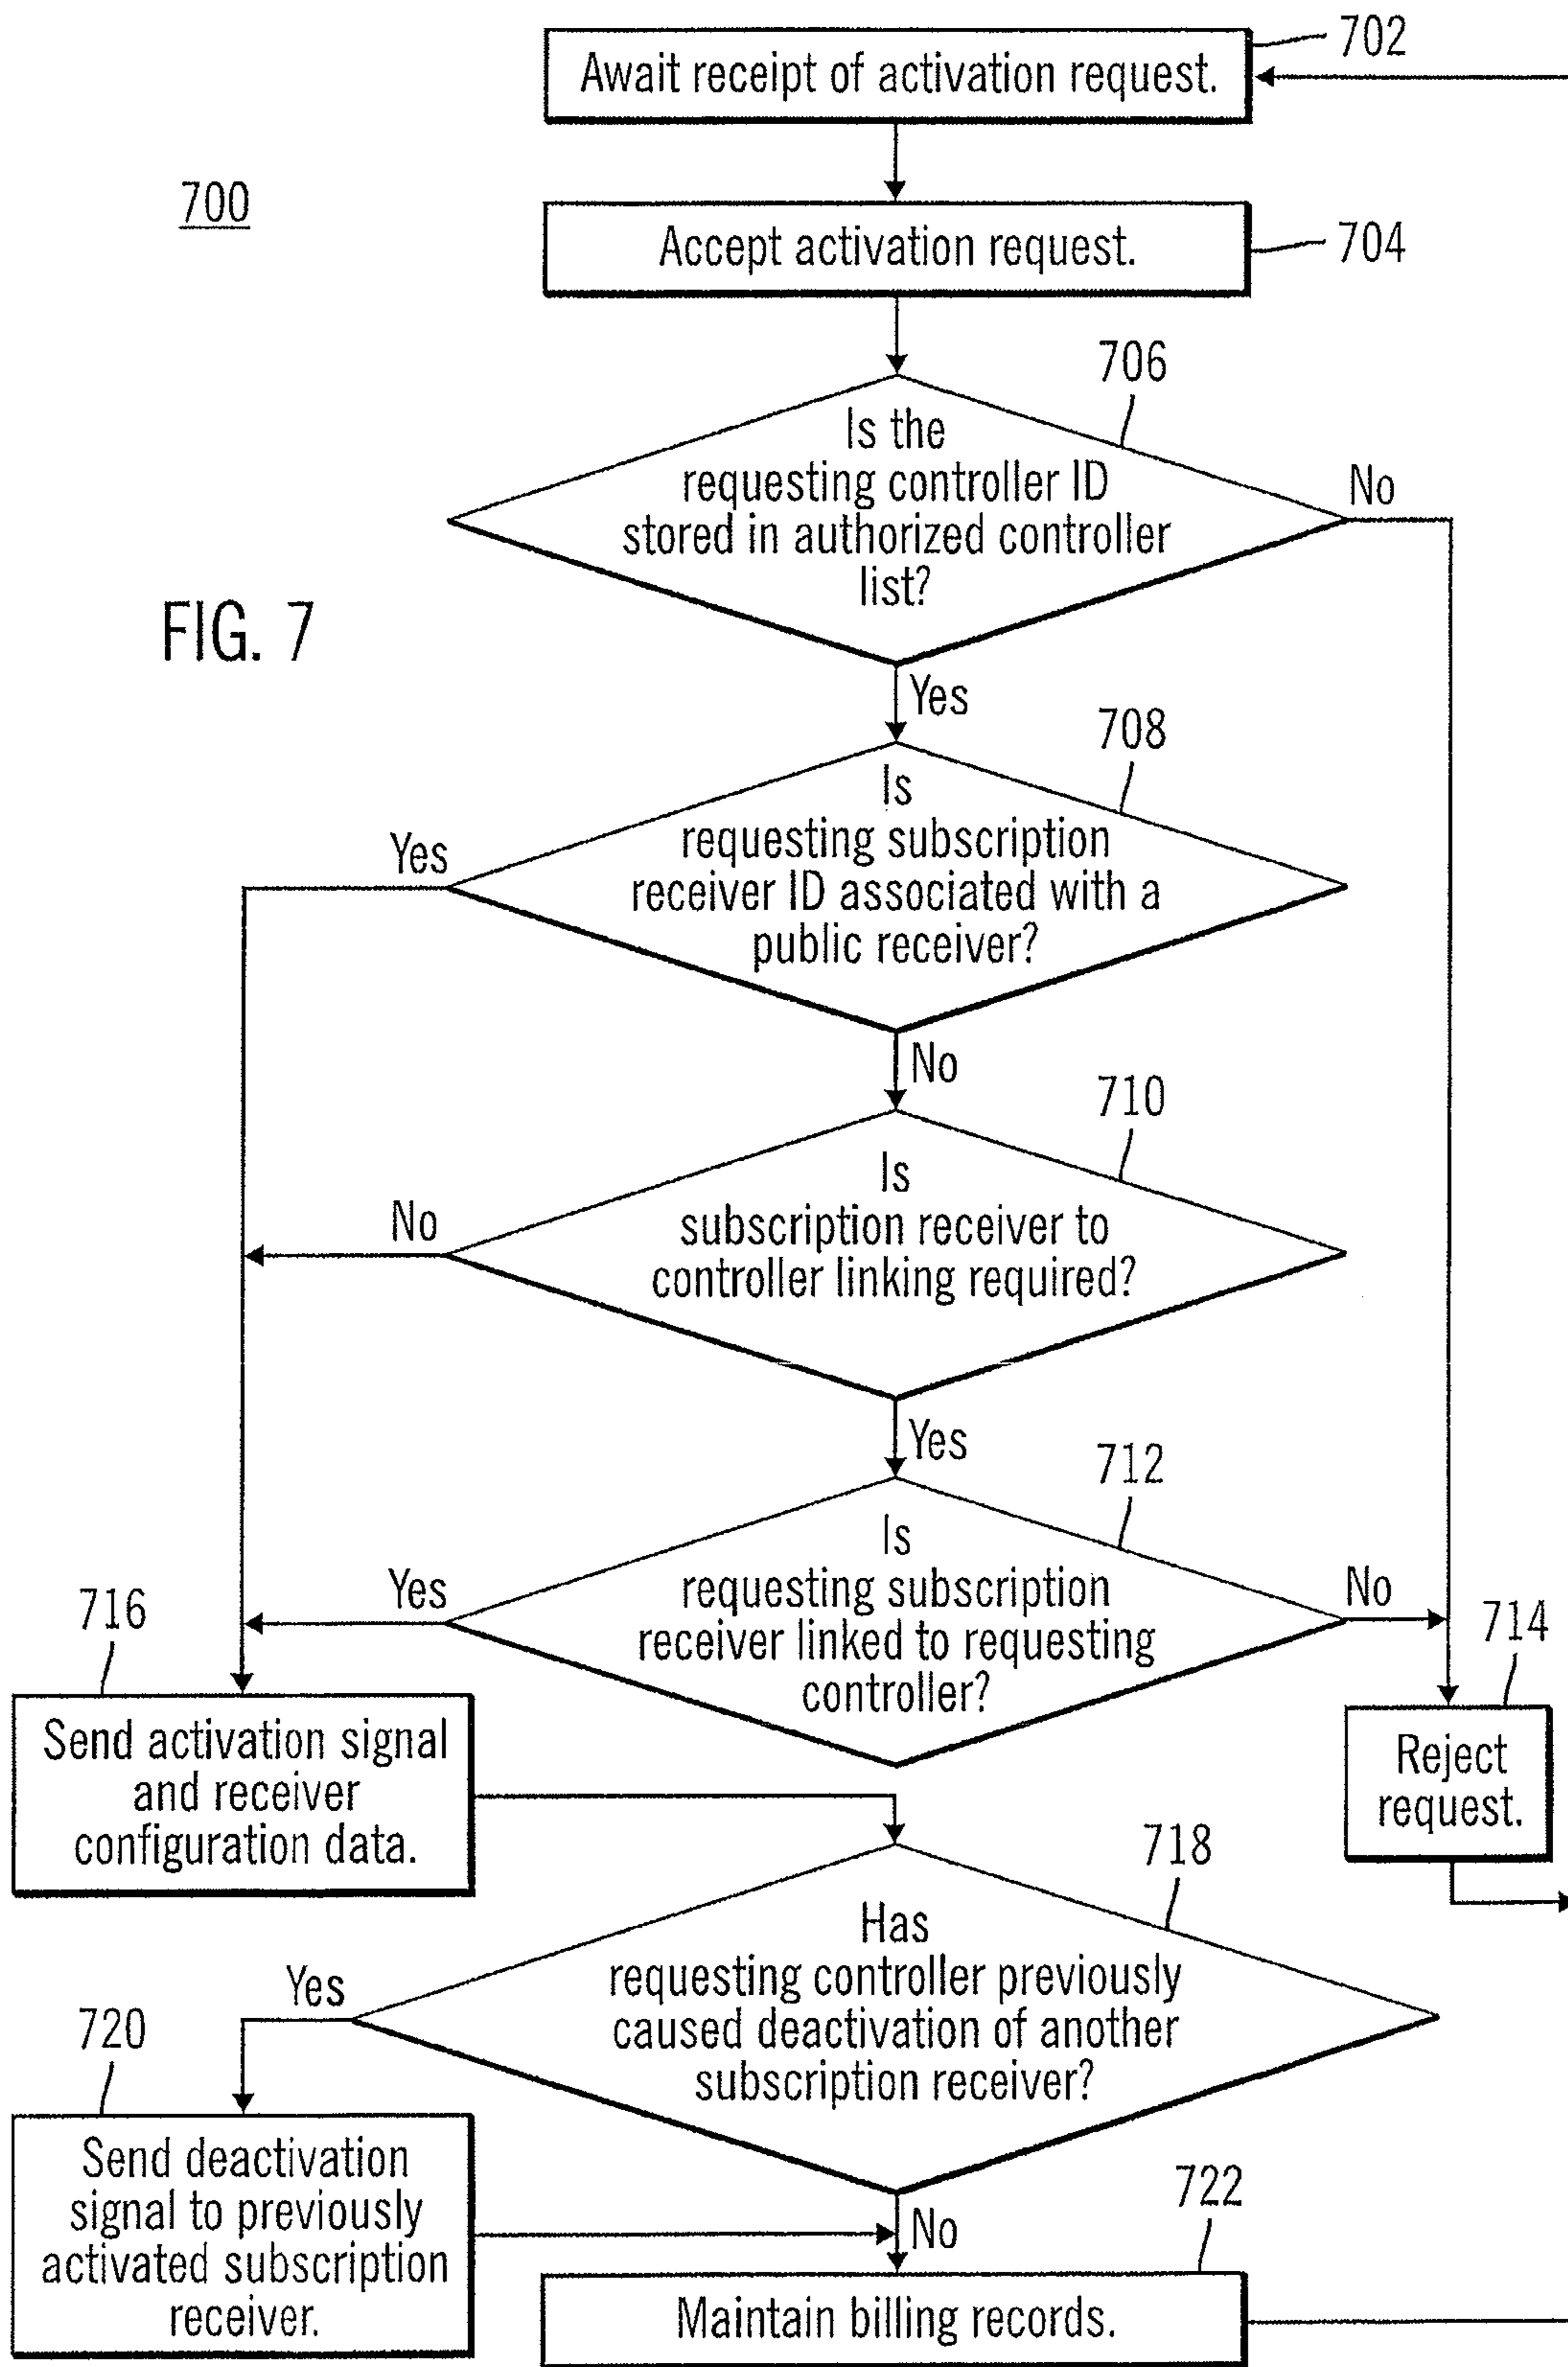 702
Await receipt of activation request.
700
Accept activation request.
704
706
Is the
requesting controller ID
stored in authorized controller
list?
No
FIG. 7
Yes
708
Is
requesting subscription
receiver ID associated with a
public receiver?
Yes
No
710
Is
subscription receiver to
controller linking required?
No
Yes
712
Is
requesting subscription
receiver linked to requesting
controller?
Yes
No
716
714
Send activation signal
and receiver
configuration data.
Reject
request.
718
Has
requesting controller previously
caused deactivation of another
subscription receiver?
Yes
720
Send deactivation
signal to previously
activated subscription
receiver.
No
722
Maintain billing records.